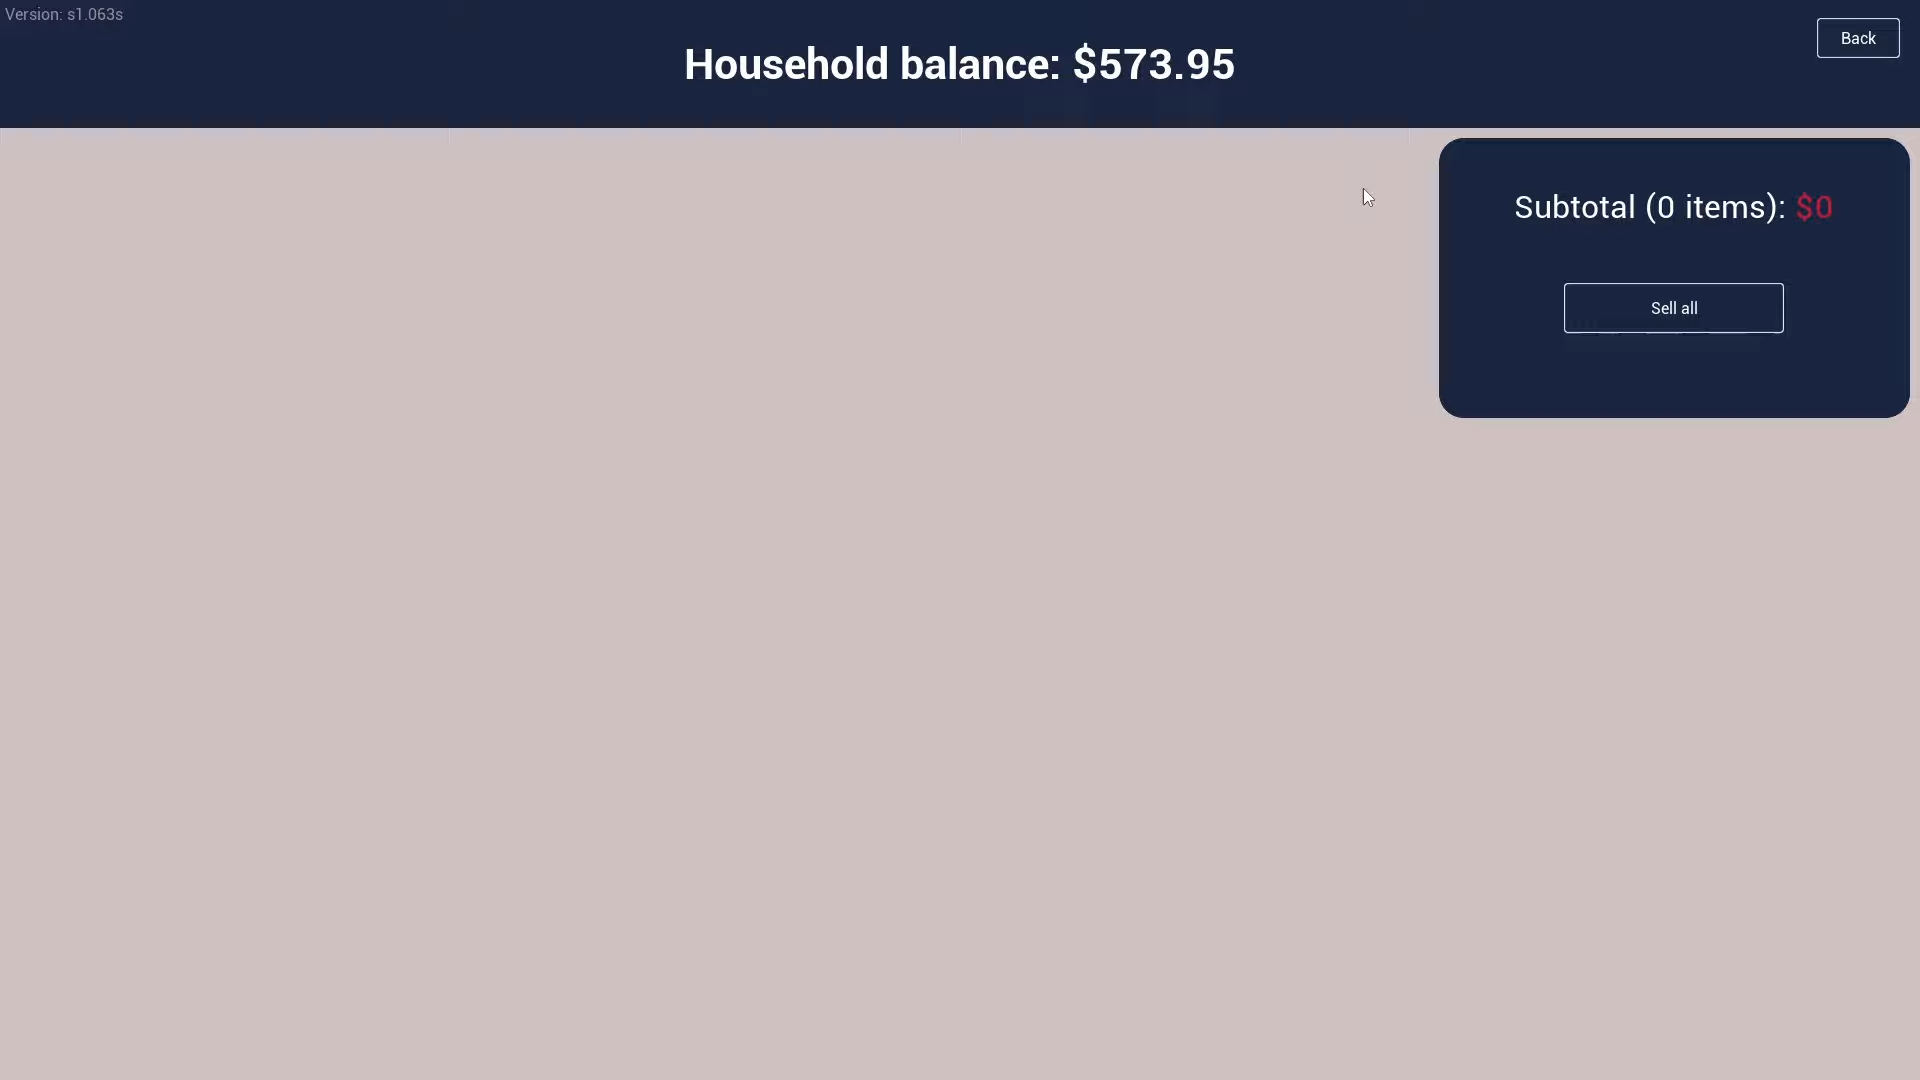 Version: s1.063s
Back
Household balance: $573.95
Subtotal (0 items): $0
Sell all